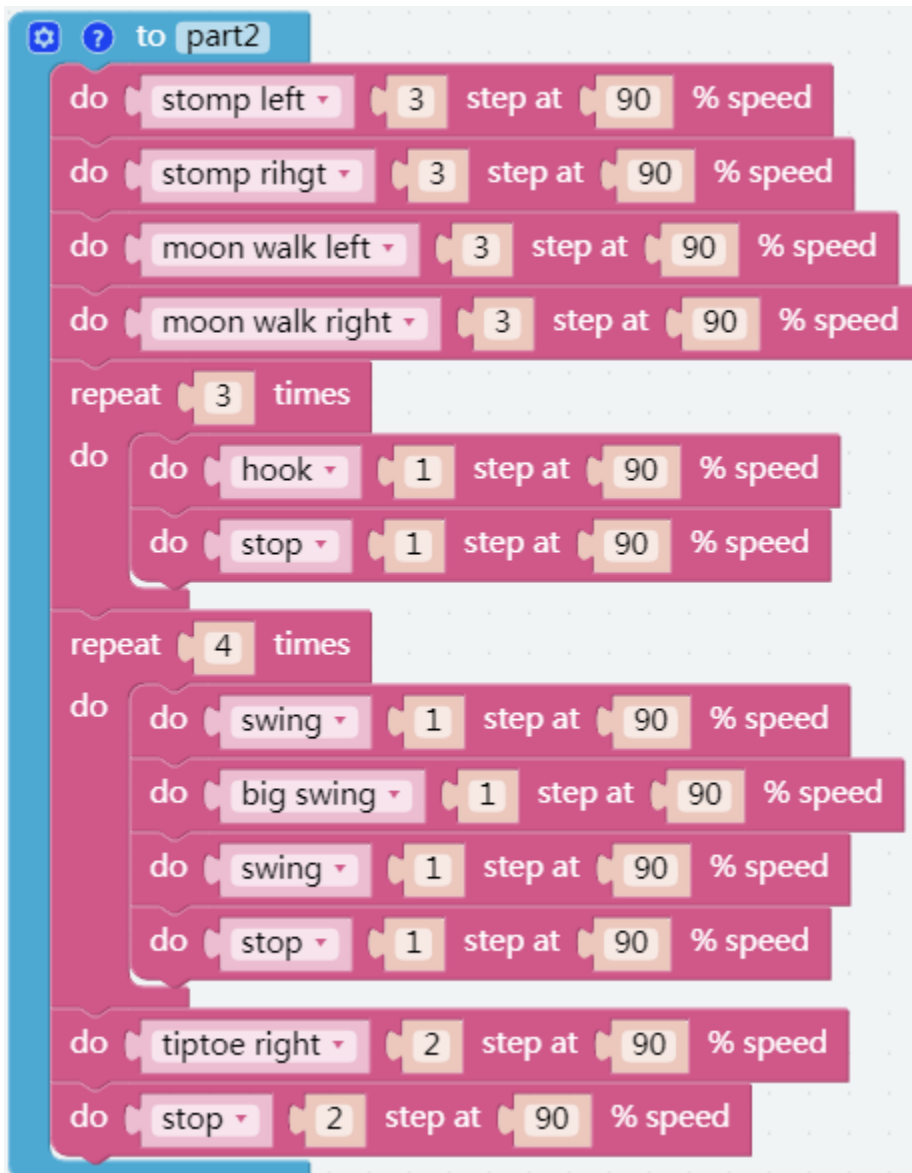 ? to part2
do stomp left 3 step at 90 % speed
do stomp rihgt 3 step at 90 % speed
do moon walk left 3 step at 90 % speed
do moon walk right 3 step at 90 % speed
repeat 3 times
do do hook 1 step at 90 % speed
do stop 1 step at 90 % speed
repeat 4 times
do do swing 1 step at 90 % speed
do big swing 1 step at 90 % speed
do swing 1 step at 90 % speed
do stop 1 step at 90 % speed
do tiptoe right 2 step at 90 % speed
do stop 2 step at 90 % speed